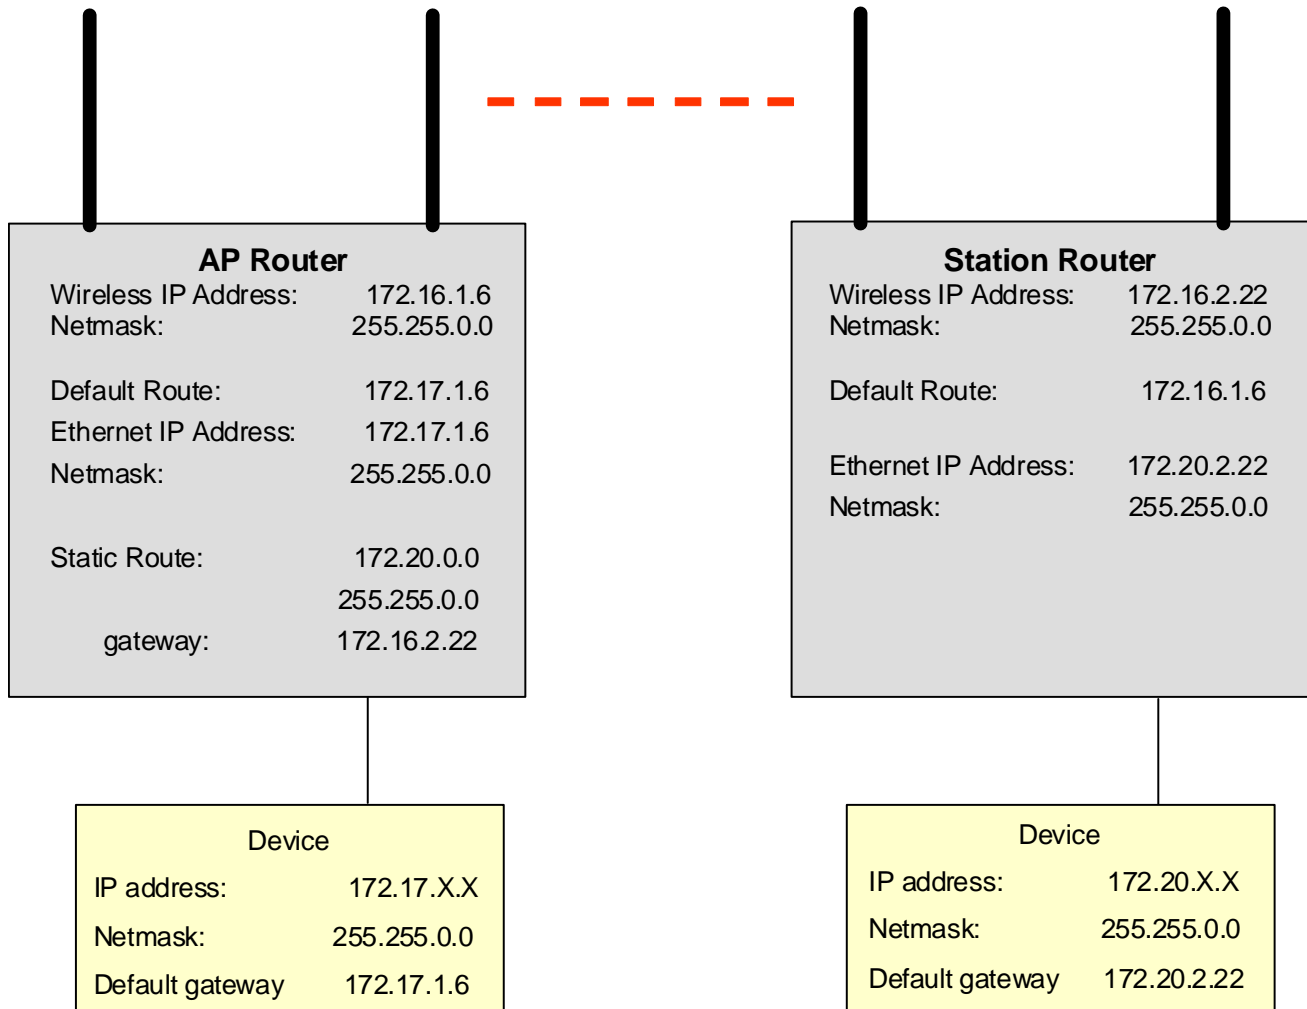 AP Router
Wireless IP Address: 172.16.1.6
Netmask: 255.255.0.0
Default Route: 172.17.1.6
Ethernet IP Address: 172.17.1.6
Netmask: 255.255.0.0
Static Route: 172.20.0.0
255.255.0.0
gateway: 172.16.2.22
Station Router
Wireless IP Address: 172.16.2.22
Netmask: 255.255.0.0
Default Route: 172.16.1.6
Ethernet IP Address: 172.20.2.22
Netmask: 255.255.0.0
Device
IP address: 172.17.X.X
Netmask: 255.255.0.0
Default gateway 172.17.1.6
Device
IP address: 172.20.X.X
Netmask: 255.255.0.0
Default gateway 172.20.2.22